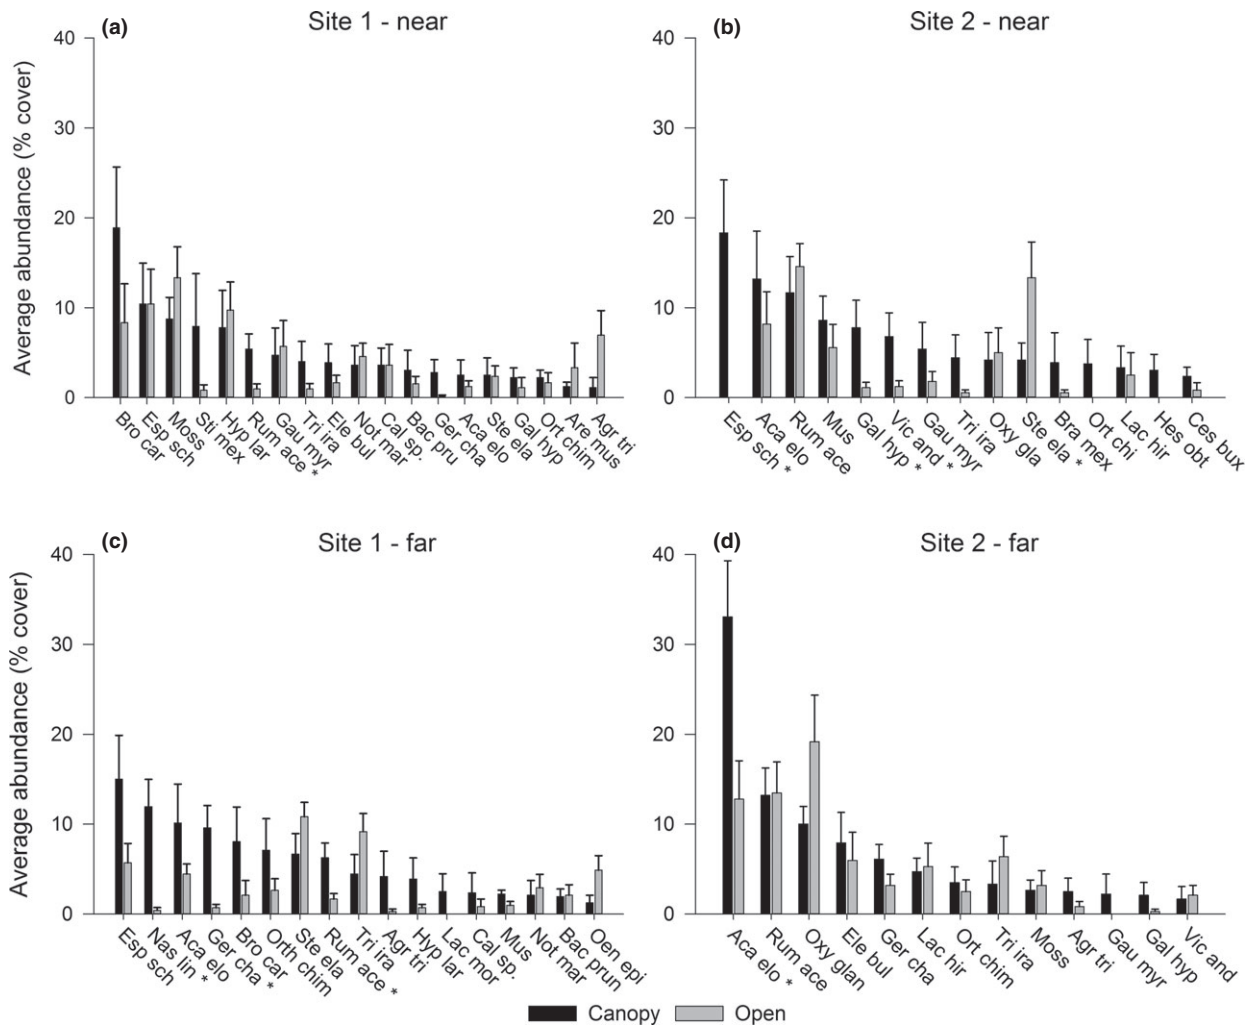 (a) Site 1 - near
Average abundance (% cover)
40
30
20
10
0
Bro car
Esp sch
Moss
Sti mex
Hyp lar
Rum ace *
Gau myr
Tri ira
Ele bul
Not mar
Cal sp.
Bac pru
Ger cha
Aca elo
Ste ela
Gal hyp
Ort chim
Are mus
Agr tri
(b) Site 2 - near
40
30
20
10
0
Esp sch *
Aca elo
Rum ace
Mus
Gal hyp *
Vic and *
Gau myr
Tri ira
Oxy gla
Ste ela *
Bra mex
Ort chi
Lac hir
Hes obt
Ces bux
(c) Site 1 - far
Average abundance (% cover)
40
30
20
10
0
Esp sch
Nas lin *
Aca elo
Ger cha *
Bro car
Orth chim
Ste ela
Rum ace *
Tri ira
Agr tri
Hyp lar
Lac mor
Cal sp.
Mus
Not mar
Bac prun
Oen epi
(d) Site 2 - far
40
30
20
10
0
Aca elo *
Rum ace
Oxy glan
Ele bul
Ger cha
Lac hir
Ort chim
Tri ira
Moss
Agr tri
Gau myr
Gal hyp
Vic and
Canopy Open